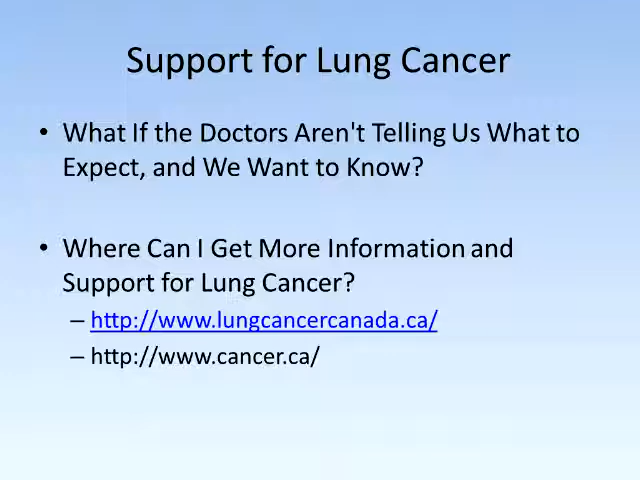 Support for Lung Cancer
• What If the Doctors Aren't Telling Us What to
Expect, and We Want to Know?
• Where Can I Get More Information and
Support for Lung Cancer?
– http://www.lungcancercanada.ca/
– http://www.cancer.ca/